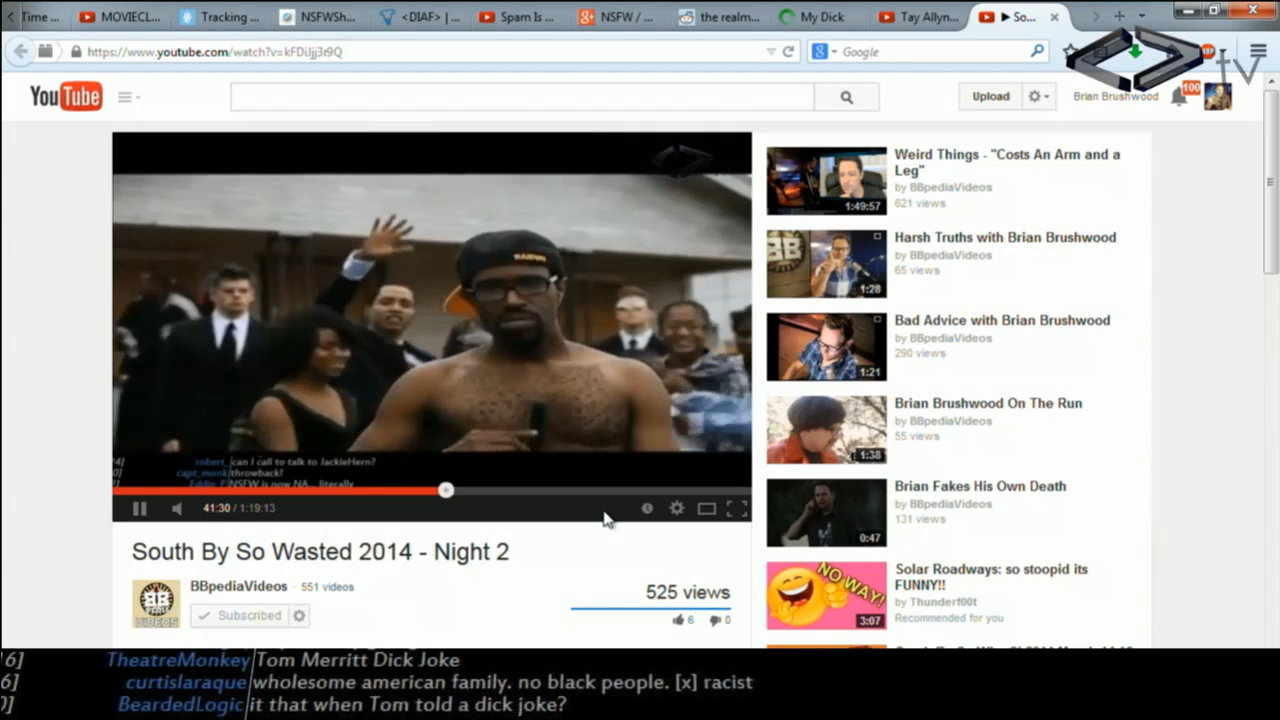 Time ...
MOVIECL...
Tracking ...
NSFWSh...
<DIAF> | ...
Spam Is ...
NSFW / ...
the realm...
My Dick
Tay Allyn...
▶ So...
https://www.youtube.com/watch?v=kFDiJjj3r9Q
Google
tv
YouTube
Upload
Brian Brushwood
100
robert_ can I call to talk to JackieHern?
capt_monk throwback!
Eddie_P NSFW is now NA... literally
41:30 / 1:19:13
South By So Wasted 2014 - Night 2
BBpediaVideos · 551 videos
Subscribed
525 views
6
0
Weird Things - "Costs An Arm and a
Leg"
by BBpediaVideos
621 views
1:49:57
Harsh Truths with Brian Brushwood
by BBpediaVideos
65 views
1:28
Bad Advice with Brian Brushwood
by BBpediaVideos
290 views
1:21
Brian Brushwood On The Run
by BBpediaVideos
55 views
1:38
Brian Fakes His Own Death
by BBpediaVideos
131 views
0:47
Solar Roadways: so stoopid its
FUNNY!!
by Thunderf00t
Recommended for you
NO WAY!
3:07
6] TheatreMonkey Tom Merritt Dick Joke
6] curtislaraque wholesome american family. no black people. [x] racist
0] BeardedLogic it that when Tom told a dick joke?